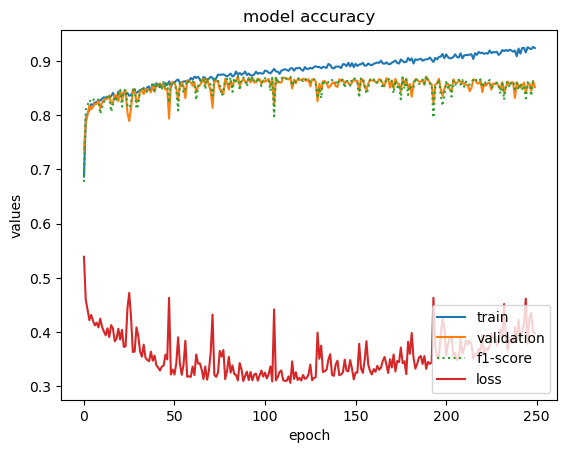 model accuracy
values
0.9
0.8
0.7
0.6
0.5
0.4
0.3
train
validation
f1-score
loss
0 50 100 150 200 250
epoch